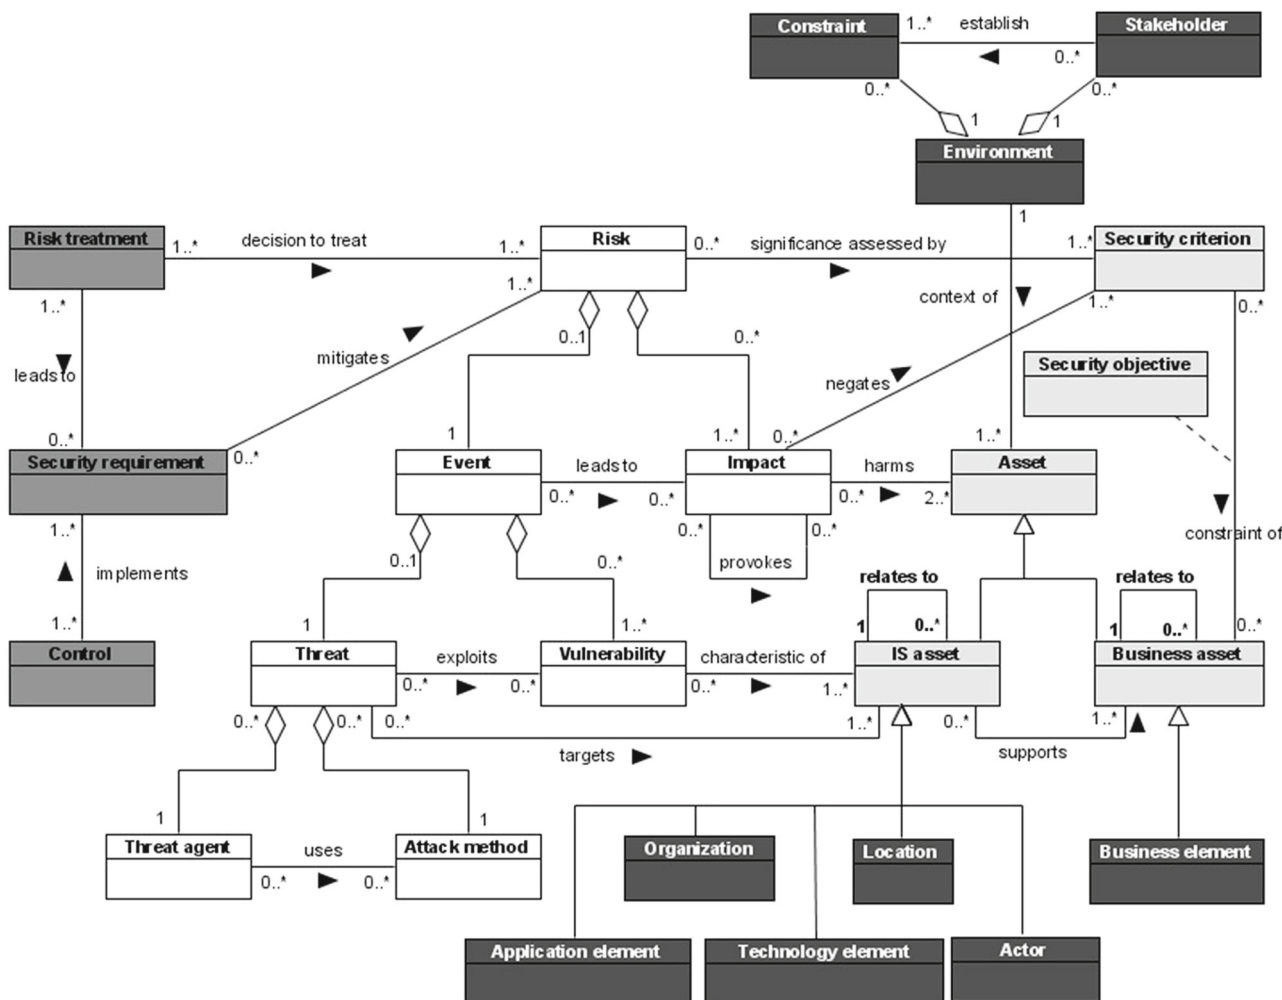 Constraint
1..*
establish
Stakeholder
0..*
0..*
0..*
1
1
Environment
1
Risk treatment
1..*
decision to treat
1..*
Risk
0..*
significance assessed by
1..*
Security criterion
1..*
1..*
context of
1..*
0..*
0..1
0..*
mitigates
leads to
negates
Security objective
0..*
0..*
1
1..*
0..*
1..*
Security requirement
Event
leads to
Impact
harms
Asset
0..*
0..*
0..*
2..*
1..*
0..*
0..*
constraint of
0..1
0..*
provokes
implements
relates to
relates to
1..*
1
1..*
1
0..*
1
0..*
0..*
Control
Threat
exploits
Vulnerability
characteristic of
IS asset
Business asset
0..*
0..*
0..*
1..*
0..*
0..*
0..*
1..*
0..*
1..*
targets
supports
1
1
Threat agent
uses
Attack method
Organization
Location
Business element
0..*
0..*
Application element
Technology element
Actor